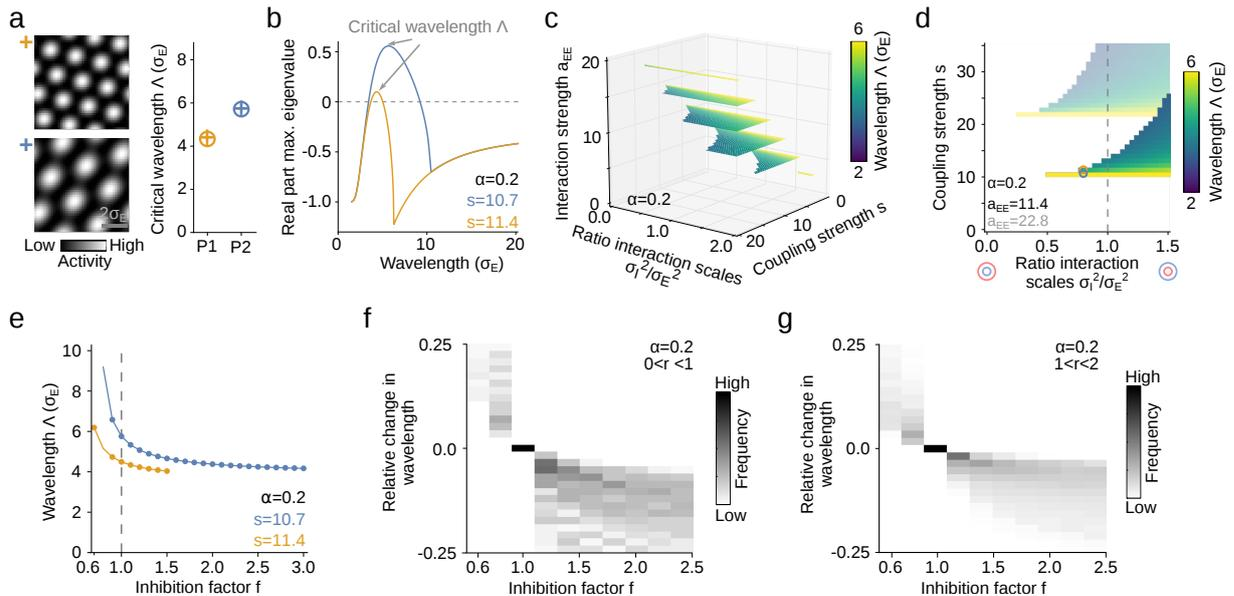 a
Critical wavelength Λ (σE)
8
6
4
2
0
P1 P2
2σE
Low High
Activity
b
Critical wavelength Λ
Real part max. eigenvalue
0.5
0
-0.5
-1.0
α=0.2
s=10.7
s=11.4
0 10 20
Wavelength (σE)
c
Interaction strength aEE
20
10
0
α=0.2
0.0 1.0 2.0
Ratio interaction scales
σI²/σE²
20 10 0
Coupling strength s
6
2
Wavelength Λ (σE)
d
Coupling strength s
30
20
10
0
α=0.2
aEE=11.4
aEE=22.8
0.0 0.5 1.0 1.5
Ratio interaction
scales σI²/σE²
6
2
Wavelength Λ (σE)
e
Wavelength Λ (σE)
10
8
6
4
2
0
α=0.2
s=10.7
s=11.4
0.6 1.0 1.5 2.0 2.5 3.0
Inhibition factor f
f
Relative change in
wavelength
0.25
0.0
-0.25
α=0.2
0<r <1
High
Frequency
Low
0.6 1.0 1.5 2.0 2.5
Inhibition factor f
g
Relative change in
wavelength
0.25
0.0
-0.25
α=0.2
1<r<2
High
Frequency
Low
0.6 1.0 1.5 2.0 2.5
Inhibition factor f